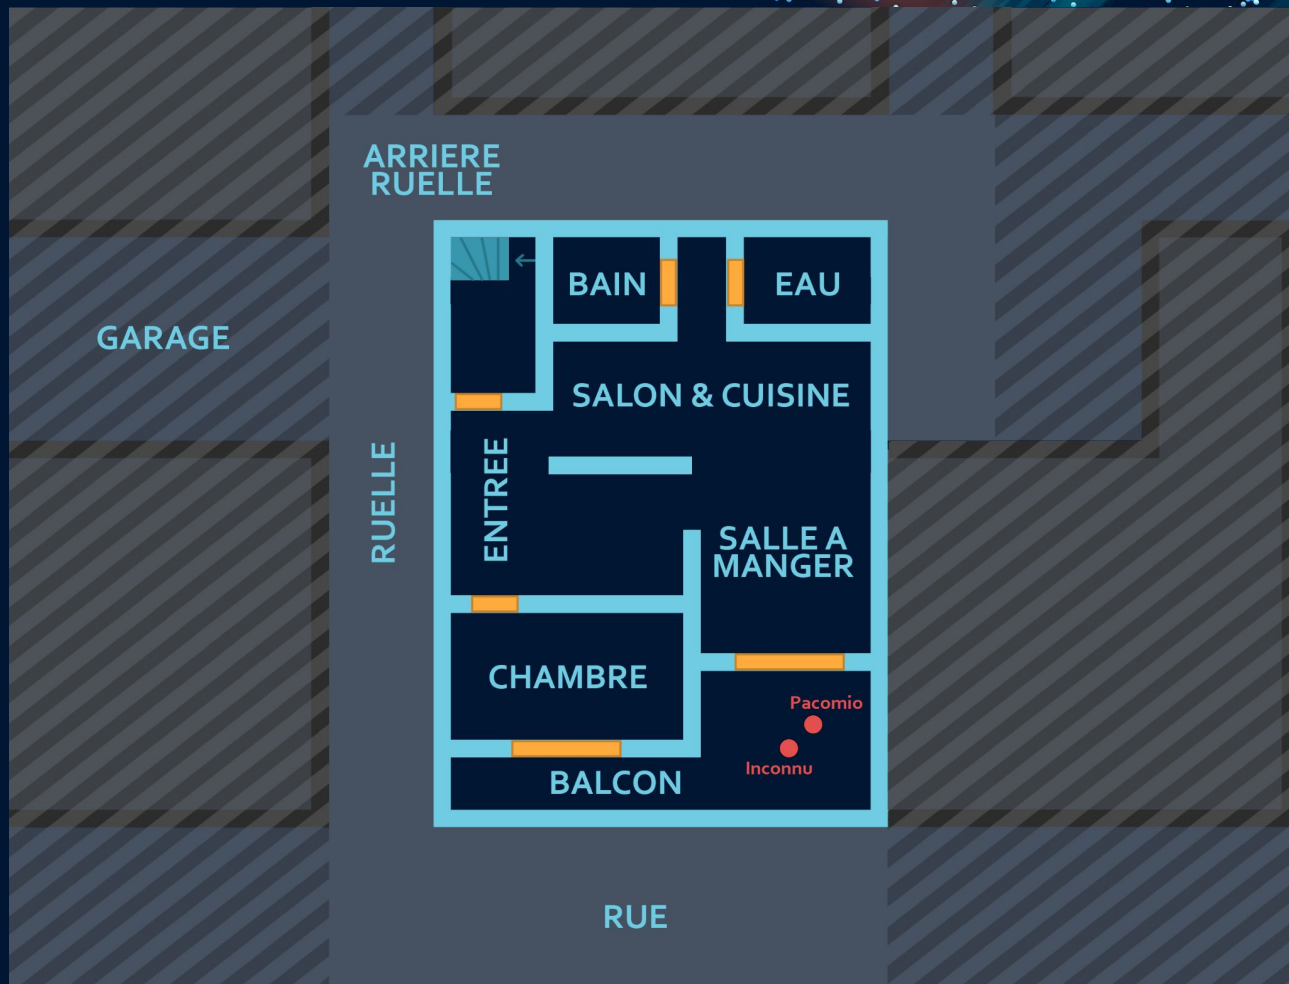 ARRIERE
RUELLE
BAIN
EAU
GARAGE
SALON & CUISINE
RUELLE
ENTREE
SALLE A
MANGER
CHAMBRE
Pacomio
Inconnu
BALCON
RUE